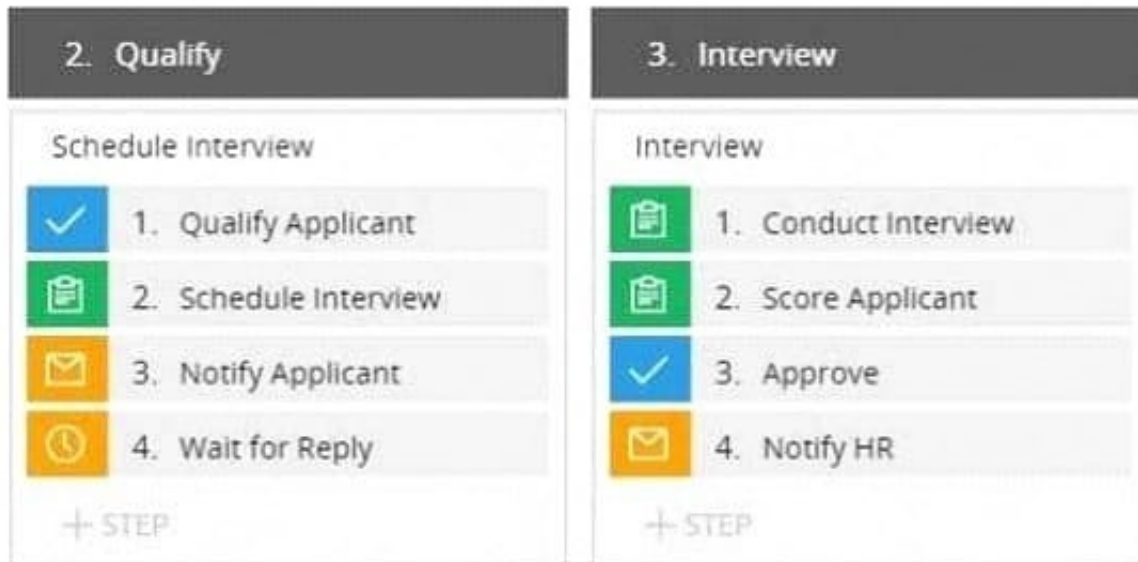 2. Qualify
Schedule Interview
1. Qualify Applicant
2. Schedule Interview
3. Notify Applicant
4. Wait for Reply
+ STEP
3. Interview
Interview
1. Conduct Interview
2. Score Applicant
3. Approve
4. Notify HR
+ STEP